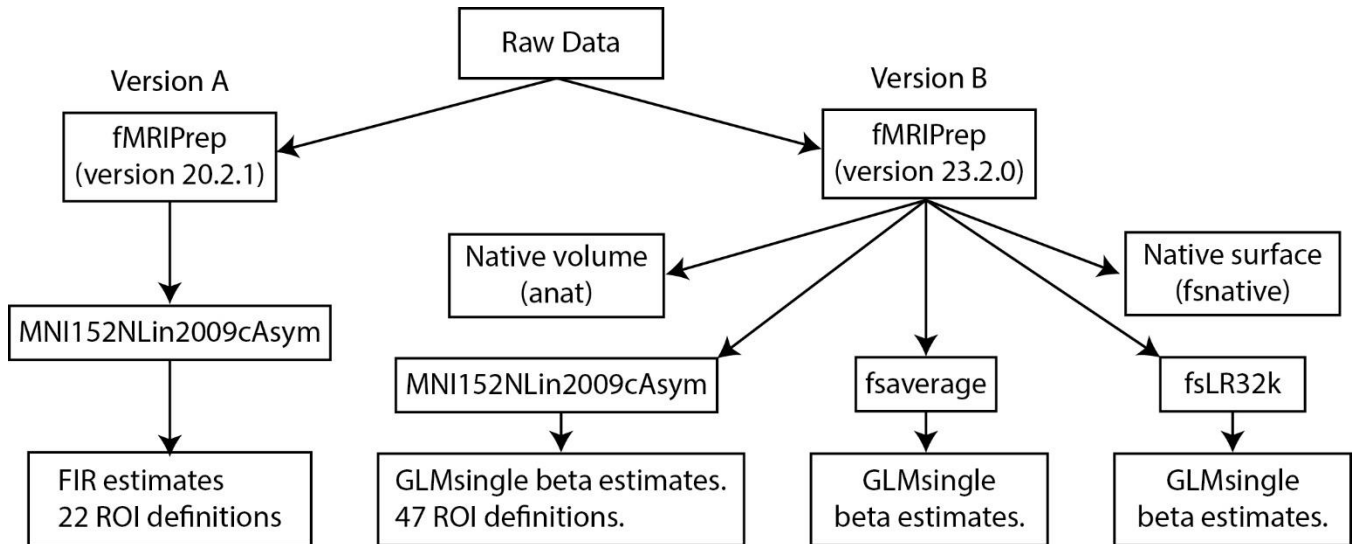 Raw Data
Version A
Version B
fMRIPrep
(version 20.2.1)
fMRIPrep
(version 23.2.0)
Native volume
(anat)
Native surface
(fsnative)
MNI152NLin2009cAsym
MNI152NLin2009cAsym
fsaverage
fsLR32k
FIR estimates
22 ROI definitions
GLMsingle beta estimates.
47 ROI definitions.
GLMsingle
beta estimates.
GLMsingle
beta estimates.